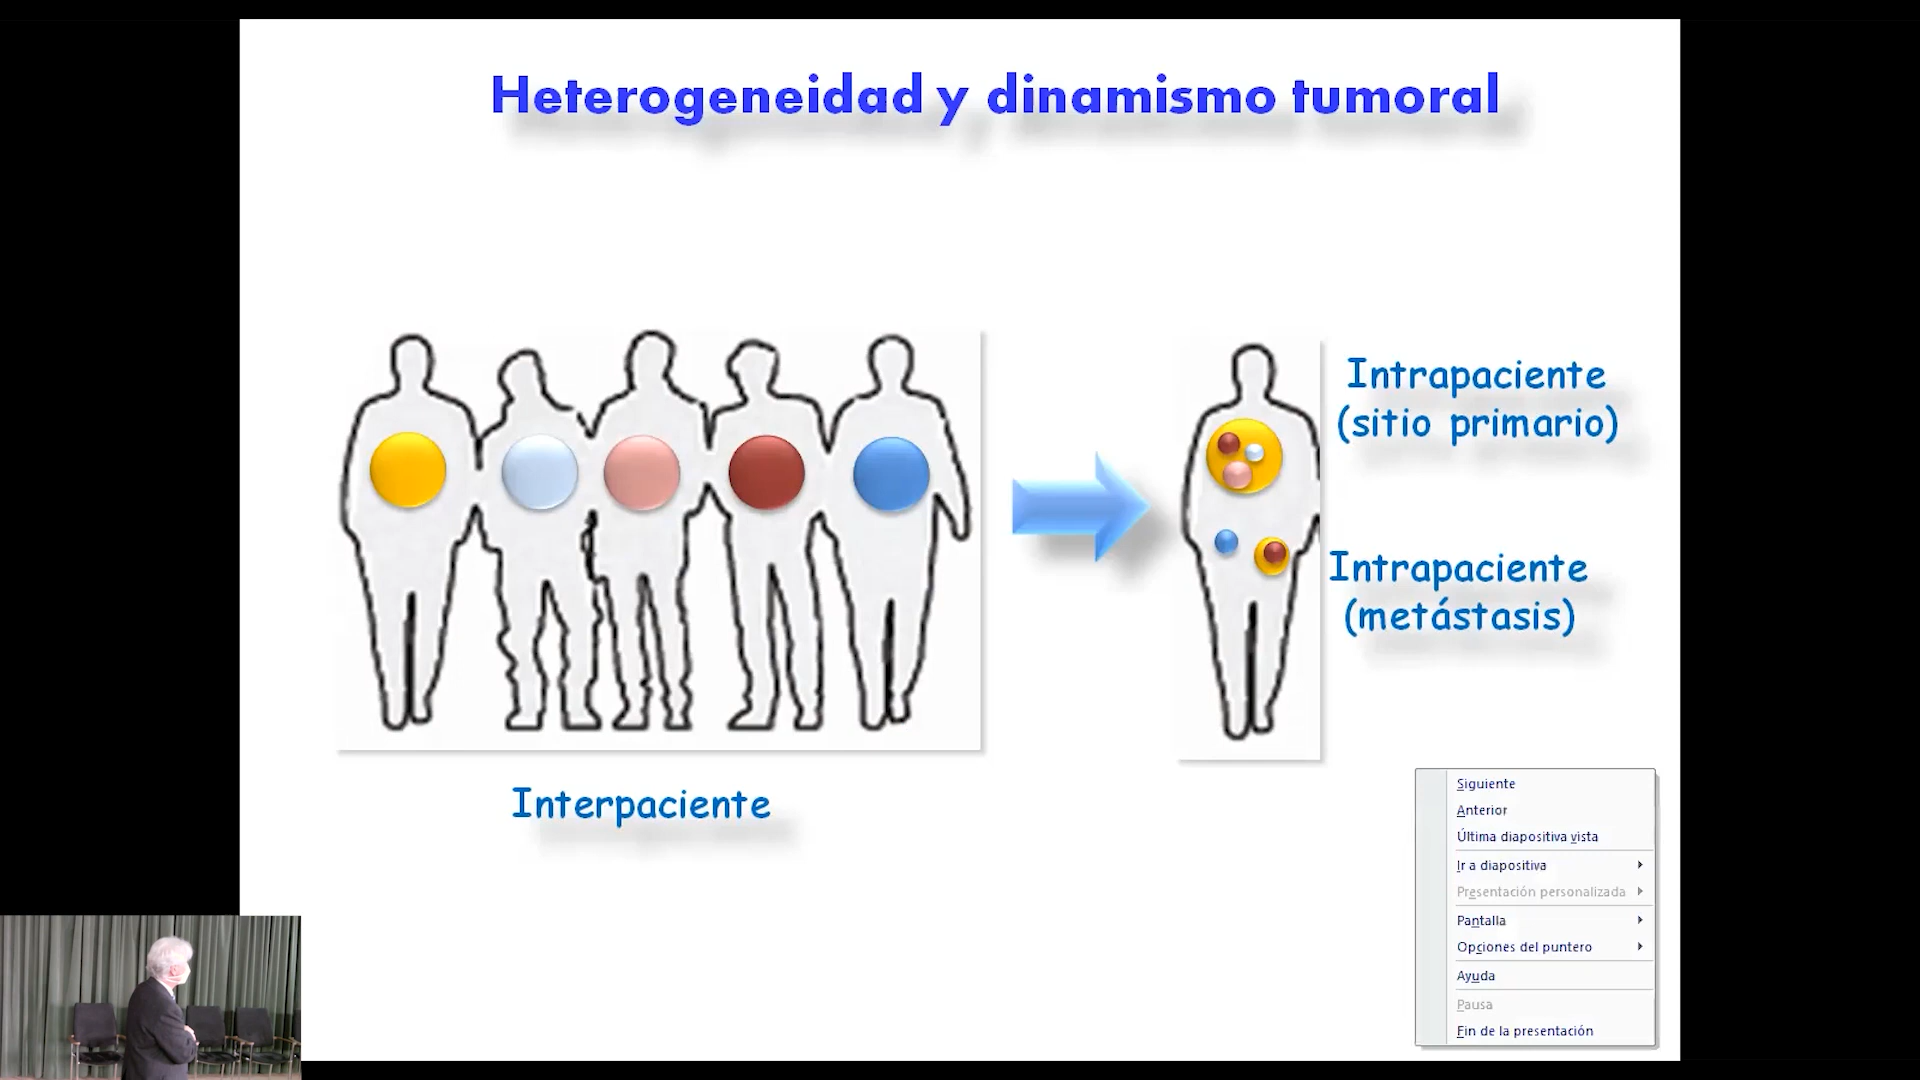 Heterogeneidad y dinamismo tumoral
Intrapaciente
(sitio primario)
Intrapaciente
(metástasis)
Interpaciente
Siguiente
Anterior
Última diapositiva vista
Ir a diapositiva
Presentación personalizada
Pantalla
Opciones del puntero
Ayuda
Pausa
Fin de la presentación